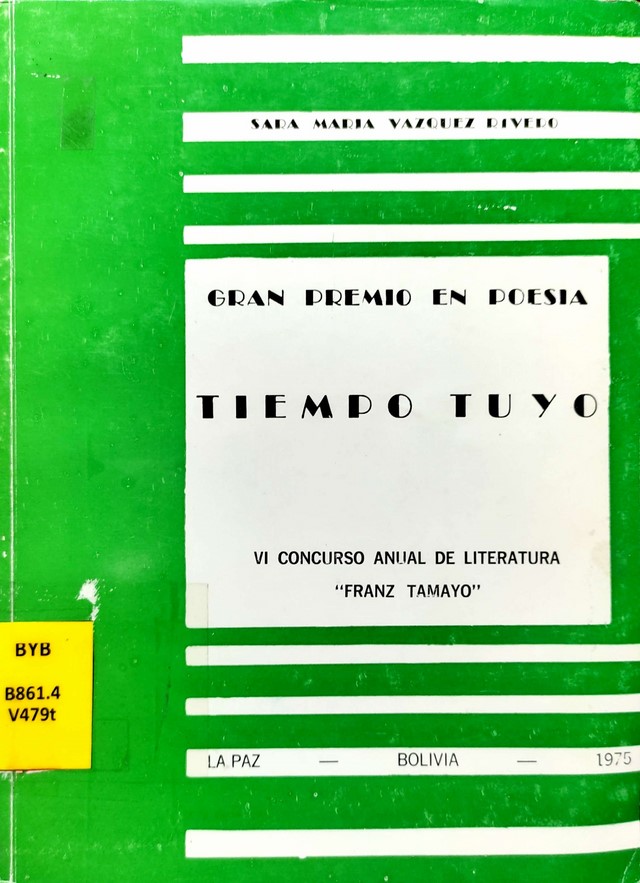 SARA MARIA VAZQUEZ RIVERO
GRAN PREMIO EN POESIA
TIEMPO TUYO
VI CONCURSO ANUAL DE LITERATURA
"FRANZ TAMAYO"
BYB
B861.4
V479t
LA PAZ — BOLIVIA — 1975